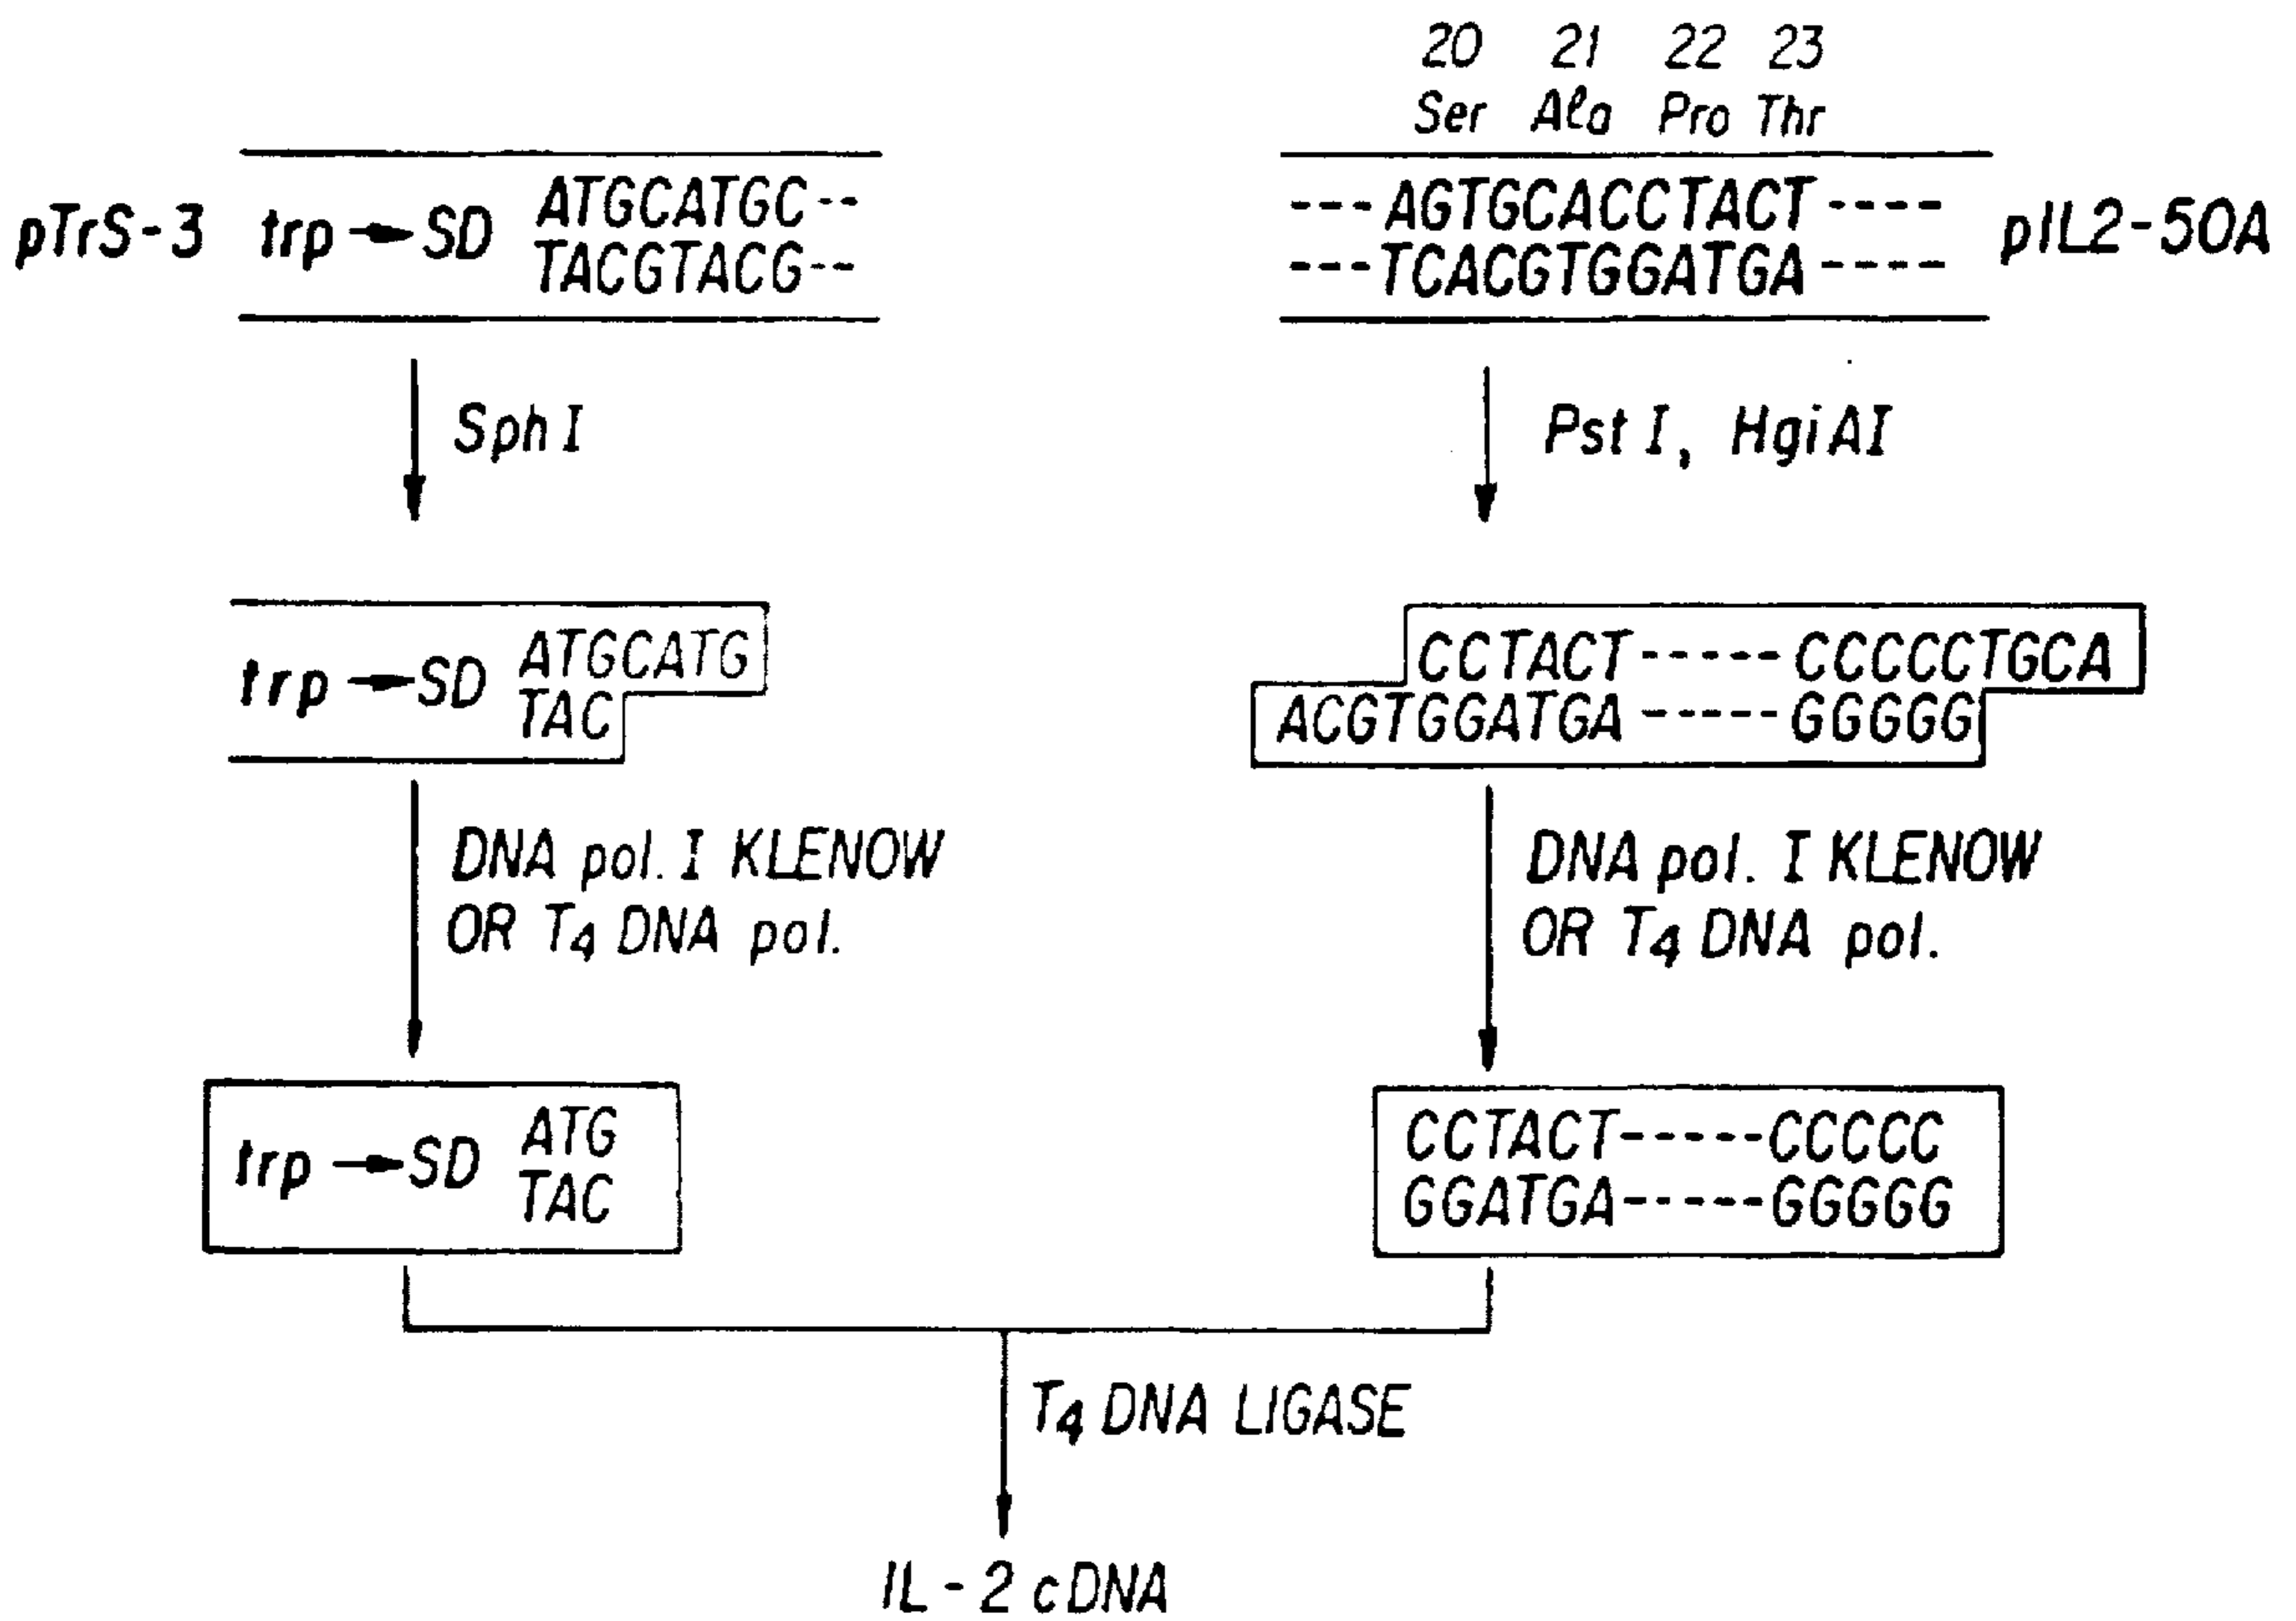 20 21 22 23
Ser Ala Pro Thr
pTrS-3 trp SD ATGCATGC--
TACGTACG--
---AGTGCACCTACT----
---TCACGTGGATGA----
pIL2-50A
Sph I
Pst I, HgiAI
trp SD ATGCATG
TAC
CCTACT-----CCCCCTGCA
ACGTGGATGA-----GGGGG
DNA pol. I KLENOW
OR T4 DNA pol.
DNA pol. I KLENOW
OR T4 DNA pol.
trp SD ATG
TAC
CCTACT-----CCCCC
GGATGA-----GGGGG
T4 DNA LIGASE
IL-2 cDNA